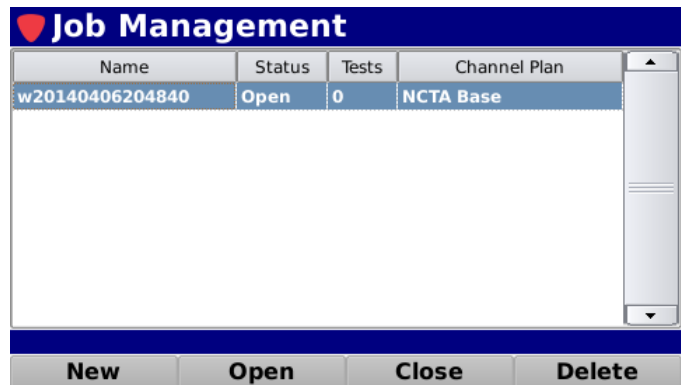 Job Management
Name Status Tests Channel Plan
w20140406204840 Open 0 NCTA Base
New Open Close Delete